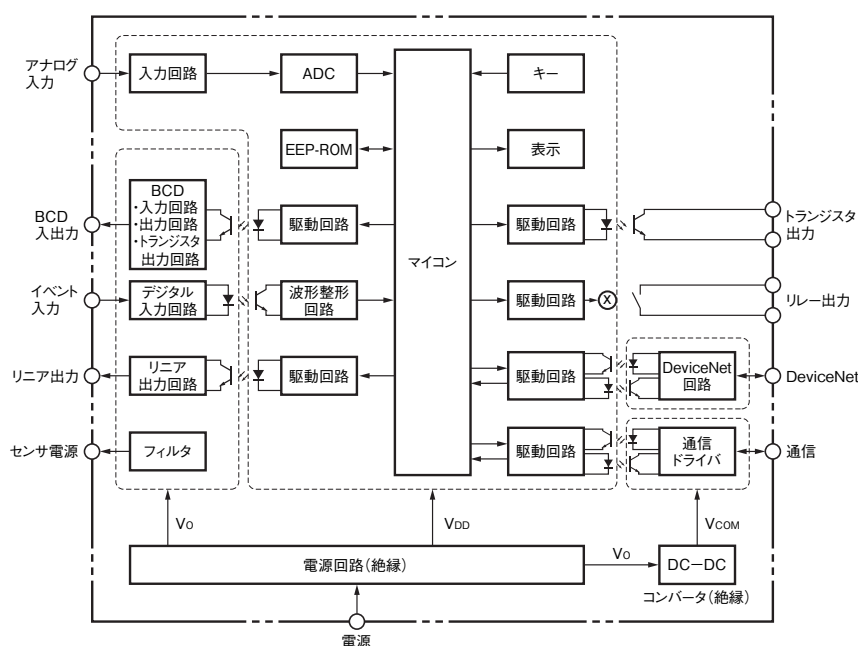 アナログ
入力
入力回路
ADC
キー
EEP-ROM
表示
BCD
入出力
BCD
・入力回路
・出力回路
・トランジスタ
出力回路
駆動回路
マイコン
駆動回路
トランジスタ
出力
イベント
入力
デジタル
入力回路
波形整形
回路
駆動回路
X
リレー出力
リニア出力
リニア
出力回路
駆動回路
駆動回路
DeviceNet
回路
DeviceNet
センサ電源
フィルタ
駆動回路
通信
ドライバ
通信
VO
VDD
VCOM
電源回路(絶縁)
VO
DC−DC
コンバータ(絶縁)
電源